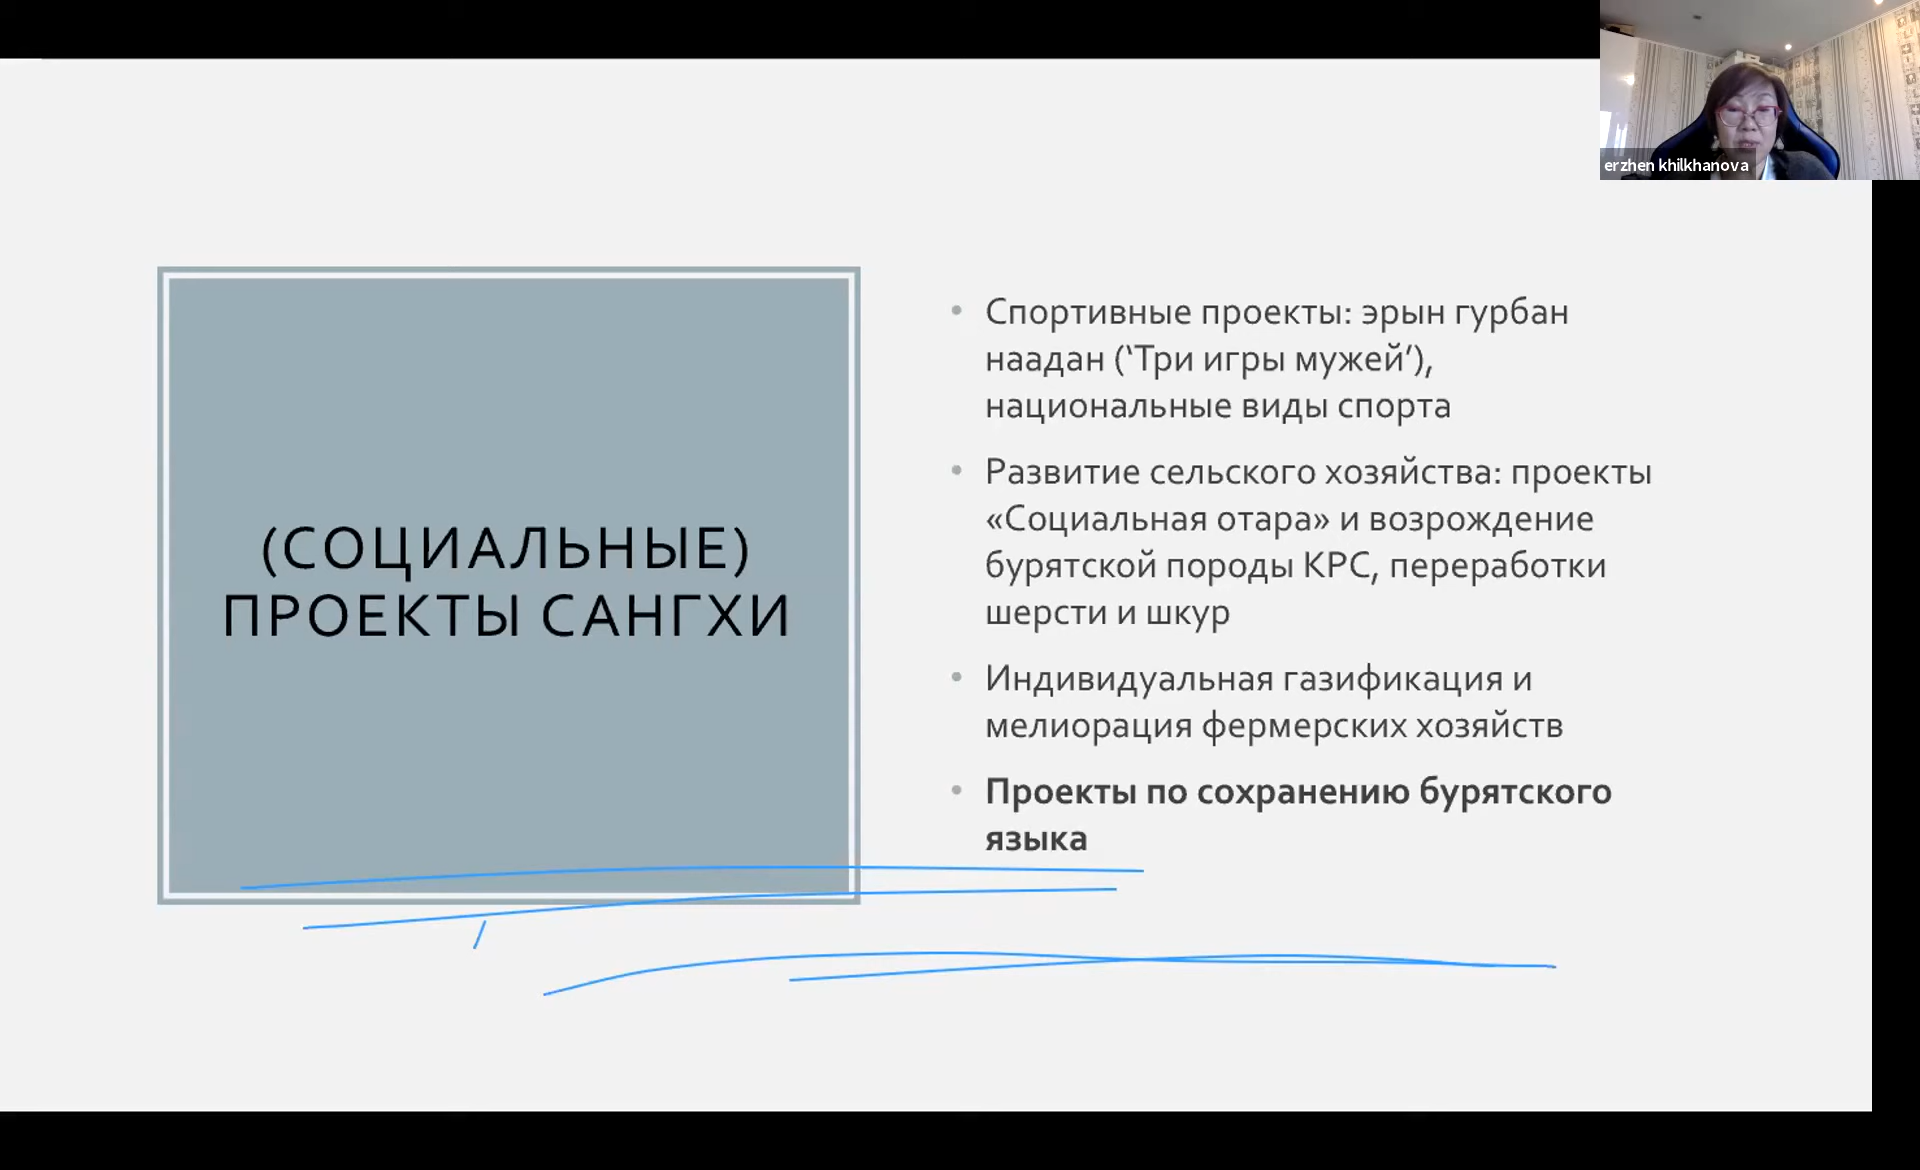 erzhen khilkhanova
(СОЦИАЛЬНЫЕ)
ПРОЕКТЫ САНГХИ
• Спортивные проекты: эрын гурбан
наадан (‘Три игры мужей’),
национальные виды спорта
• Развитие сельского хозяйства: проекты
«Социальная отара» и возрождение
бурятской породы КРС, переработки
шерсти и шкур
• Индивидуальная газификация и
мелиорация фермерских хозяйств
• Проекты по сохранению бурятского
языка